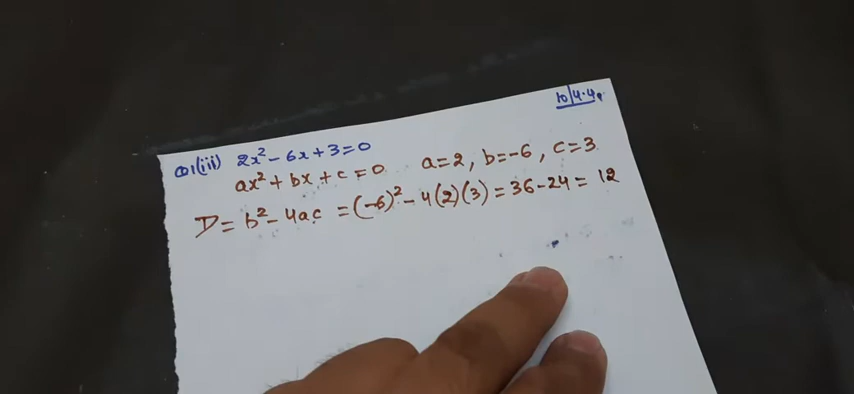 10/4.4
Q1(iii) 2x² - 6x + 3 = 0
ax² + bx + c = 0 a=2, b=-6, c=3
D = b² - 4ac = (-6)² - 4(2)(3) = 36-24 = 12